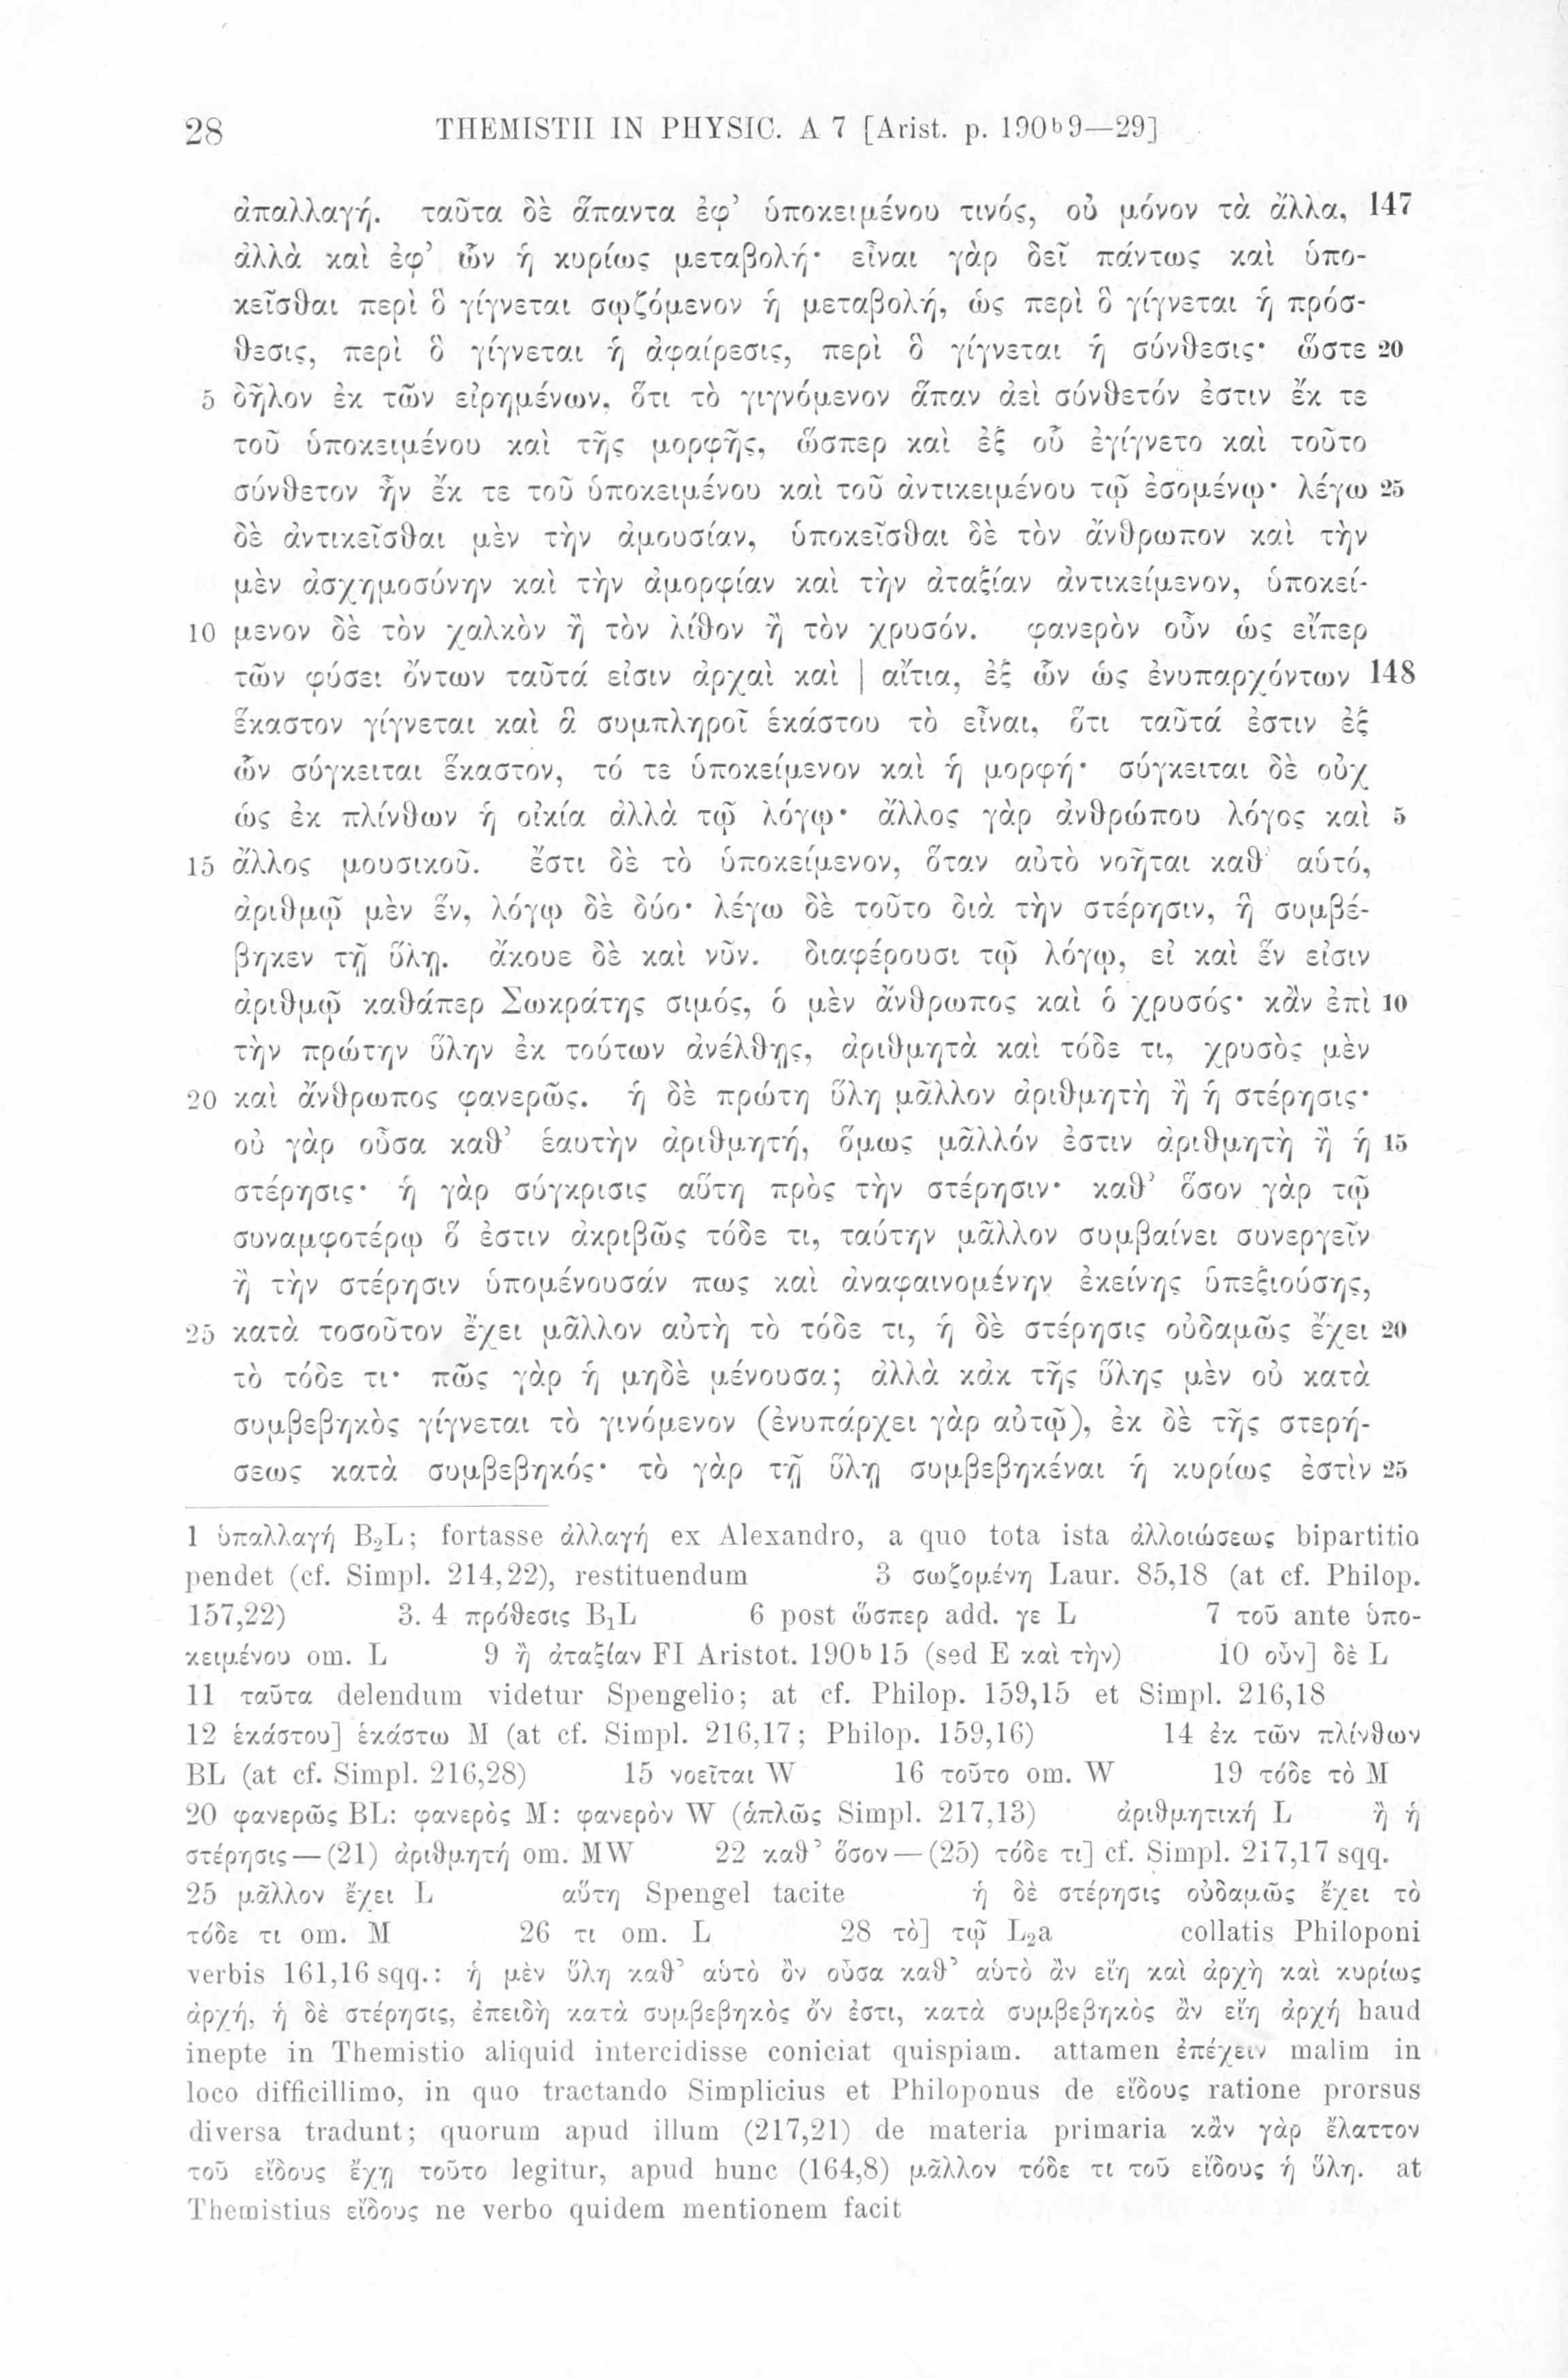 28 THEMISTII IN PHYSIC. A 7 [Arist. p. 190ᵇ9—29]
ἀπαλλαγή. ταῦτα δὲ ἅπαντα ἐφ’ ὑποκειμένου τινός, οὐ μόνον τὰ ἄλλα, 147
ἀλλὰ καὶ ἐφ’ ὧν ἡ κυρίως μεταβολή· εἶναι γὰρ δεῖ πάντως καὶ ὑπο-
κεῖσθαι περὶ ὃ γίγνεται σῳζόμενον ἡ μεταβολή, ὡς περὶ ὃ γίγνεται ἡ πρόσ-
θεσις, περὶ ὃ γίγνεται ἡ ἀφαίρεσις, περὶ ὃ γίγνεται ἡ σύνθεσις· ὥστε 20
5 δῆλον ἐκ τῶν εἰρημένων, ὅτι τὸ γιγνόμενον ἅπαν ἀεὶ σύνθετόν ἐστιν ἔκ τε
τοῦ ὑποκειμένου καὶ τῆς μορφῆς, ὥσπερ καὶ ἐξ οὗ ἐγίγνετο καὶ τοῦτο
σύνθετον ἦν ἔκ τε τοῦ ὑποκειμένου καὶ τοῦ ἀντικειμένου τῷ ἐσομένῳ· λέγω 25
δὲ ἀντικεῖσθαι μὲν τὴν ἀμουσίαν, ὑποκεῖσθαι δὲ τὸν ἄνθρωπον καὶ τὴν
μὲν ἀσχημοσύνην καὶ τὴν ἀμορφίαν καὶ τὴν ἀταξίαν ἀντικείμενον, ὑποκεί-
10 μενον δὲ τὸν χαλκὸν ἢ τὸν λίθον ἢ τὸν χρυσόν. φανερὸν οὖν ὡς εἴπερ
τῶν φύσει ὄντων ταῦτά εἰσιν ἀρχαὶ καὶ | αἴτια, ἐξ ὧν ὡς ἐνυπαρχόντων 148
ἕκαστον γίγνεται καὶ ἃ συμπληροῖ ἑκάστου τὸ εἶναι, ὅτι ταῦτά ἐστιν ἐξ
ὧν σύγκειται ἕκαστον, τό τε ὑποκείμενον καὶ ἡ μορφή· σύγκειται δὲ οὐχ
ὡς ἐκ πλίνθων ἡ οἰκία ἀλλὰ τῷ λόγῳ· ἄλλος γὰρ ἀνθρώπου λόγος καὶ 5
15 ἄλλος μουσικοῦ. ἔστι δὲ τὸ ὑποκείμενον, ὅταν αὐτὸ νοῆται καθ’ αὑτό,
ἀριθμῷ μὲν ἕν, λόγῳ δὲ δύο· λέγω δὲ τοῦτο διὰ τὴν στέρησιν, ἣ συμβέ-
βηκεν τῇ ὕλῃ. ἄκουε δὲ καὶ νῦν. διαφέρουσι τῷ λόγῳ, εἰ καὶ ἕν εἰσιν
ἀριθμῷ καθάπερ Σωκράτης σιμός, ὁ μὲν ἄνθρωπος καὶ ὁ χρυσός· κἂν ἐπὶ 10
τὴν πρώτην ὕλην ἐκ τούτων ἀνέλθῃς, ἀριθμητὰ καὶ τόδε τι, χρυσὸς μὲν
20 καὶ ἄνθρωπος φανερῶς. ἡ δὲ πρώτη ὕλη μᾶλλον ἀριθμητὴ ἢ ἡ στέρησις·
οὐ γὰρ οὖσα καθ’ ἑαυτὴν ἀριθμητή, ὅμως μᾶλλόν ἐστιν ἀριθμητὴ ἢ ἡ 15
στέρησις· ἡ γὰρ σύγκρισις αὕτη πρὸς τὴν στέρησιν· καθ’ ὅσον γὰρ τῷ
συναμφοτέρῳ ὅ ἐστιν ἀκριβῶς τόδε τι, ταύτην μᾶλλον συμβαίνει συνεργεῖν
ἢ τὴν στέρησιν ὑπομένουσάν πως καὶ ἀναφαινομένην ἐκείνης ὑπεξιούσης,
25 κατὰ τοσοῦτον ἔχει μᾶλλον αὐτὴ τὸ τόδε τι, ἡ δὲ στέρησις οὐδαμῶς ἔχει 20
τὸ τόδε τι· πῶς γὰρ ἡ μηδὲ μένουσα; ἀλλὰ κἀκ τῆς ὕλης μὲν οὐ κατὰ
συμβεβηκὸς γίγνεται τὸ γινόμενον (ἐνυπάρχει γὰρ αὐτῷ), ἐκ δὲ τῆς στερή-
σεως κατὰ συμβεβηκός· τὸ γὰρ τῇ ὕλῃ συμβεβηκέναι ἡ κυρίως ἐστὶν 25
1 ὑπαλλαγή B₂L; fortasse ἀλλαγή ex Alexandro, a quo tota ista ἀλλοιώσεως bipartitio
pendet (cf. Simpl. 214,22), restituendum 3 σωζομένη Laur. 85,18 (at cf. Philop.
157,22) 3. 4 πρόθεσις B₁L 6 post ὥσπερ add. γε L 7 τοῦ ante ὑπο-
κειμένου om. L 9 ἢ ἀταξίαν FI Aristot. 190ᵇ15 (sed E καὶ τὴν) 10 οὖν] δὲ L
11 ταῦτα delendum videtur Spengelio; at cf. Philop. 159,15 et Simpl. 216,18
12 ἑκάστου] ἑκάστω M (at cf. Simpl. 216,17; Philop. 159,16) 14 ἐκ τῶν πλίνθων
BL (at cf. Simpl. 216,28) 15 νοεῖται W 16 τοῦτο om. W 19 τόδε τὸ M
20 φανερῶς BL: φανερὸς M: φανερὸν W (ἁπλῶς Simpl. 217,13) ἀριθμητική L ἢ ἡ
στέρησις — (21) ἀριθμητή om. MW 22 καθ’ ὅσον — (25) τόδε τι] cf. Simpl. 217,17 sqq.
25 μᾶλλον ἔχει L αὕτη Spengel tacite ἡ δὲ στέρησις οὐδαμῶς ἔχει τὸ
τόδε τι om. M 26 τι om. L 28 τὸ] τῷ L₂a collatis Philoponi
verbis 161,16 sqq.: ἡ μὲν ὕλη καθ’ αὑτὸ ὂν οὖσα καθ’ αὑτὸ ἂν εἴη καὶ ἀρχὴ καὶ κυρίως
ἀρχή, ἡ δὲ στέρησις, ἐπειδὴ κατὰ συμβεβηκὸς ὄν ἐστι, κατὰ συμβεβηκὸς ἂν εἴη ἀρχή haud
inepte in Themistio aliquid intercidisse coniciat quispiam. attamen ἐπέχειν malim in
loco difficillimo, in quo tractando Simplicius et Philoponus de εἴδους ratione prorsus
diversa tradunt; quorum apud illum (217,21) de materia primaria κἂν γὰρ ἔλαττον
τοῦ εἴδους ἔχῃ τοῦτο legitur, apud hunc (164,8) μᾶλλον τόδε τι τοῦ εἴδους ἡ ὕλη. at
Themistius εἴδους ne verbo quidem mentionem facit